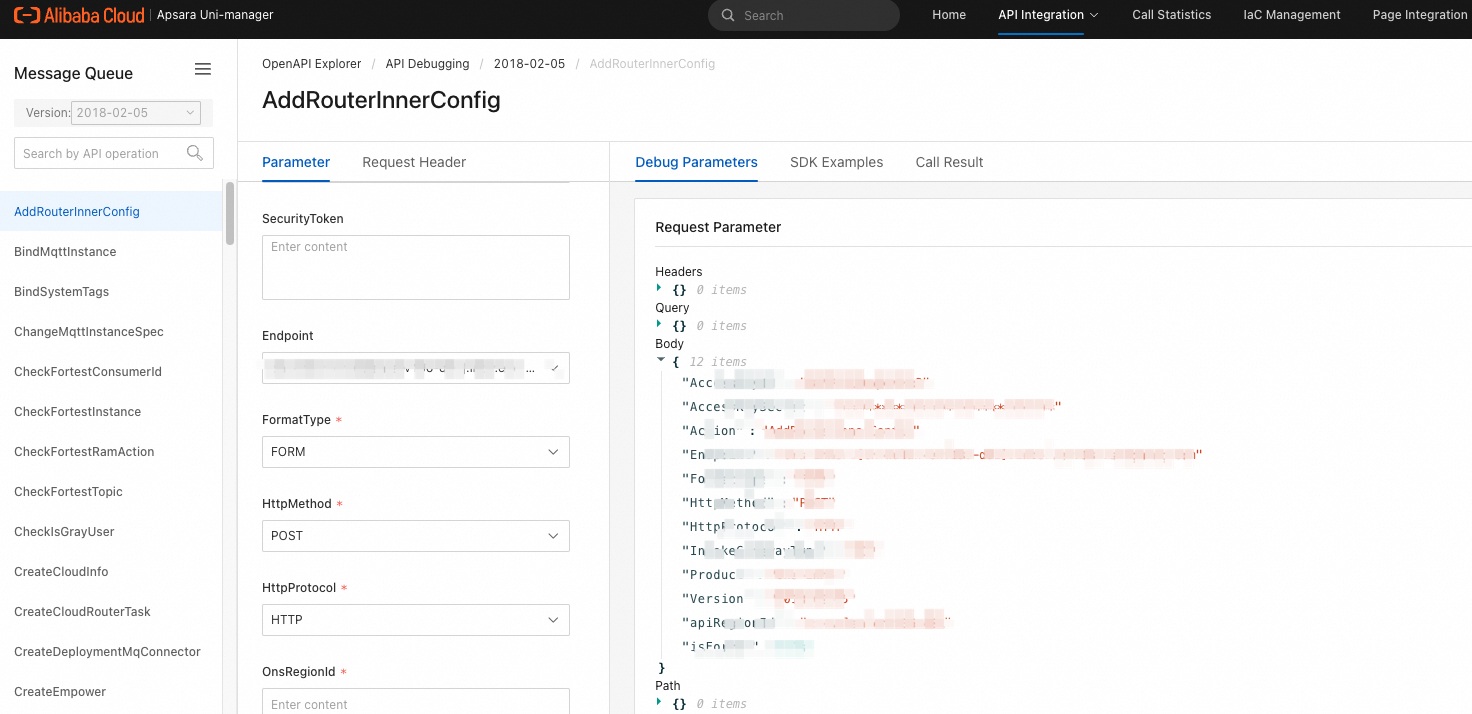 Alibaba Cloud | Apsara Uni-manager
Search
Home
API Integration
Call Statistics
IaC Management
Page Integration
Message Queue
Version: 2018-02-05
Search by API operation
AddRouterInnerConfig
BindMqttInstance
BindSystemTags
ChangeMqttInstanceSpec
CheckFortestConsumerId
CheckFortestInstance
CheckFortestRamAction
CheckFortestTopic
CheckIsGrayUser
CreateCloudInfo
CreateCloudRouterTask
CreateDeploymentMqConnector
CreateEmpower
OpenAPI Explorer / API Debugging / 2018-02-05 / AddRouterInnerConfig
AddRouterInnerConfig
Parameter
Request Header
SecurityToken
Enter content
Endpoint
FormatType *
FORM
HttpMethod *
POST
HttpProtocol *
HTTP
OnsRegionId *
Enter content
Debug Parameters
SDK Examples
Call Result
Request Parameter
Headers
{} 0 items
Query
{} 0 items
Body
{ 12 items
"Action" :
"Version
}
Path
{} 0 items